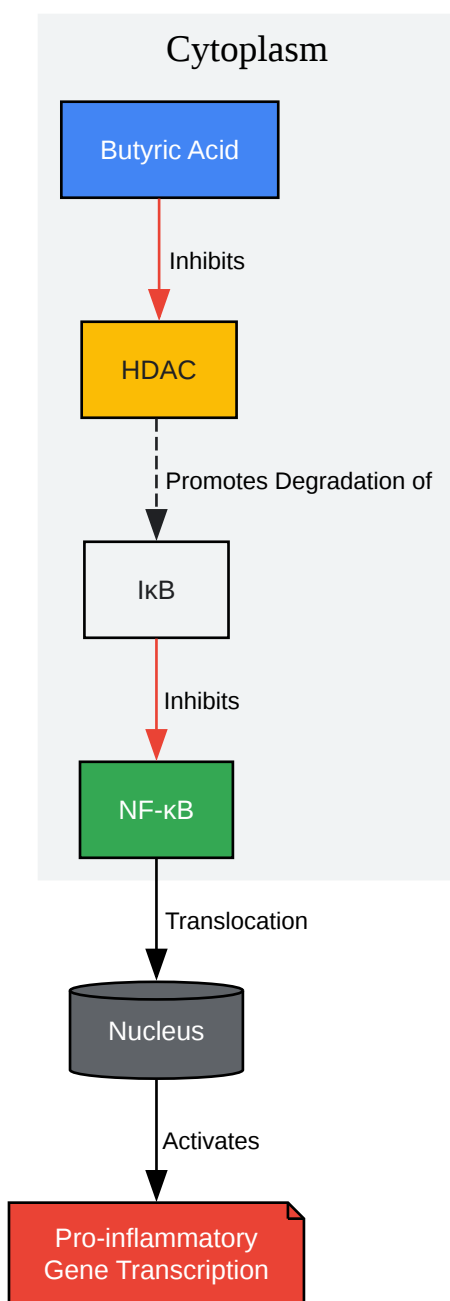 Cytoplasm
Butyric Acid
Inhibits
HDAC
Promotes Degradation of
IκB
Inhibits
NF-κB
Translocation
Nucleus
Activates
Pro-inflammatory
Gene Transcription